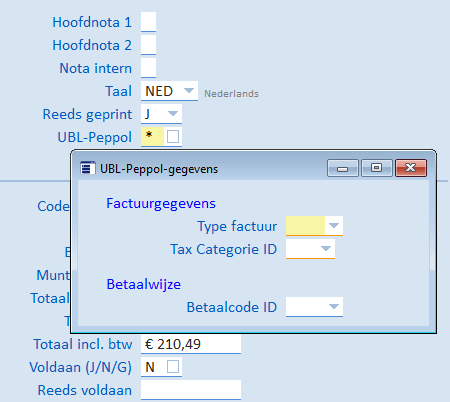 Hoofdnota 1
Hoofdnota 2
Nota intern
Taal NED Nederlands
Reeds geprint J
UBL-Peppol *
UBL-Peppol-gegevens
Factuurgegevens
Type factuur
Code
Tax Categorie ID
Munt
Betaalwijze
Totaal
Betaalcode ID
Totaal incl. btw € 210,49
Voldaan (J/N/G) N
Reeds voldaan